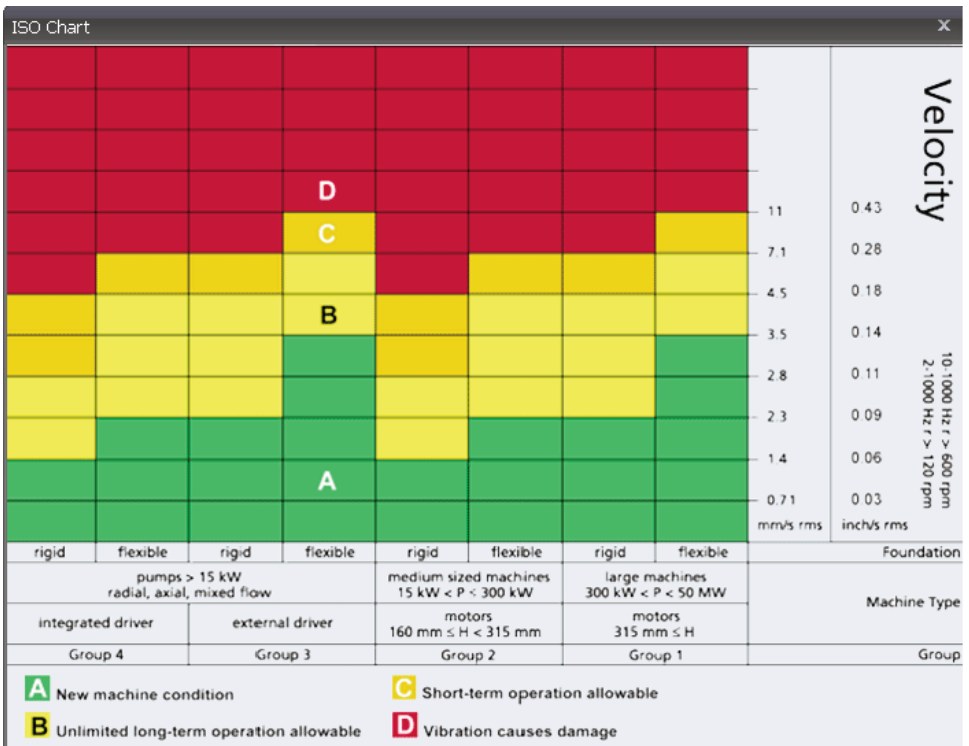 ISO Chart
x
D
C
B
A
11
7.1
4.5
3.5
2.8
2.3
1.4
0.71
mm/s rms
0.43
0.28
0.18
0.14
0.11
0.09
0.06
0.03
inch/s rms
Velocity
10-1000 Hz r > 600 rpm
2-1000 Hz r > 120 rpm
rigid flexible rigid flexible rigid flexible rigid flexible Foundation
pumps > 15 kW
radial, axial, mixed flow
medium sized machines
15 kW < P ≤ 300 kW
large machines
300 kW < P < 50 MW
Machine Type
integrated driver
external driver
motors
160 mm ≤ H < 315 mm
motors
315 mm ≤ H
Group 4 Group 3 Group 2 Group 1 Group
A New machine condition
C Short-term operation allowable
B Unlimited long-term operation allowable
D Vibration causes damage